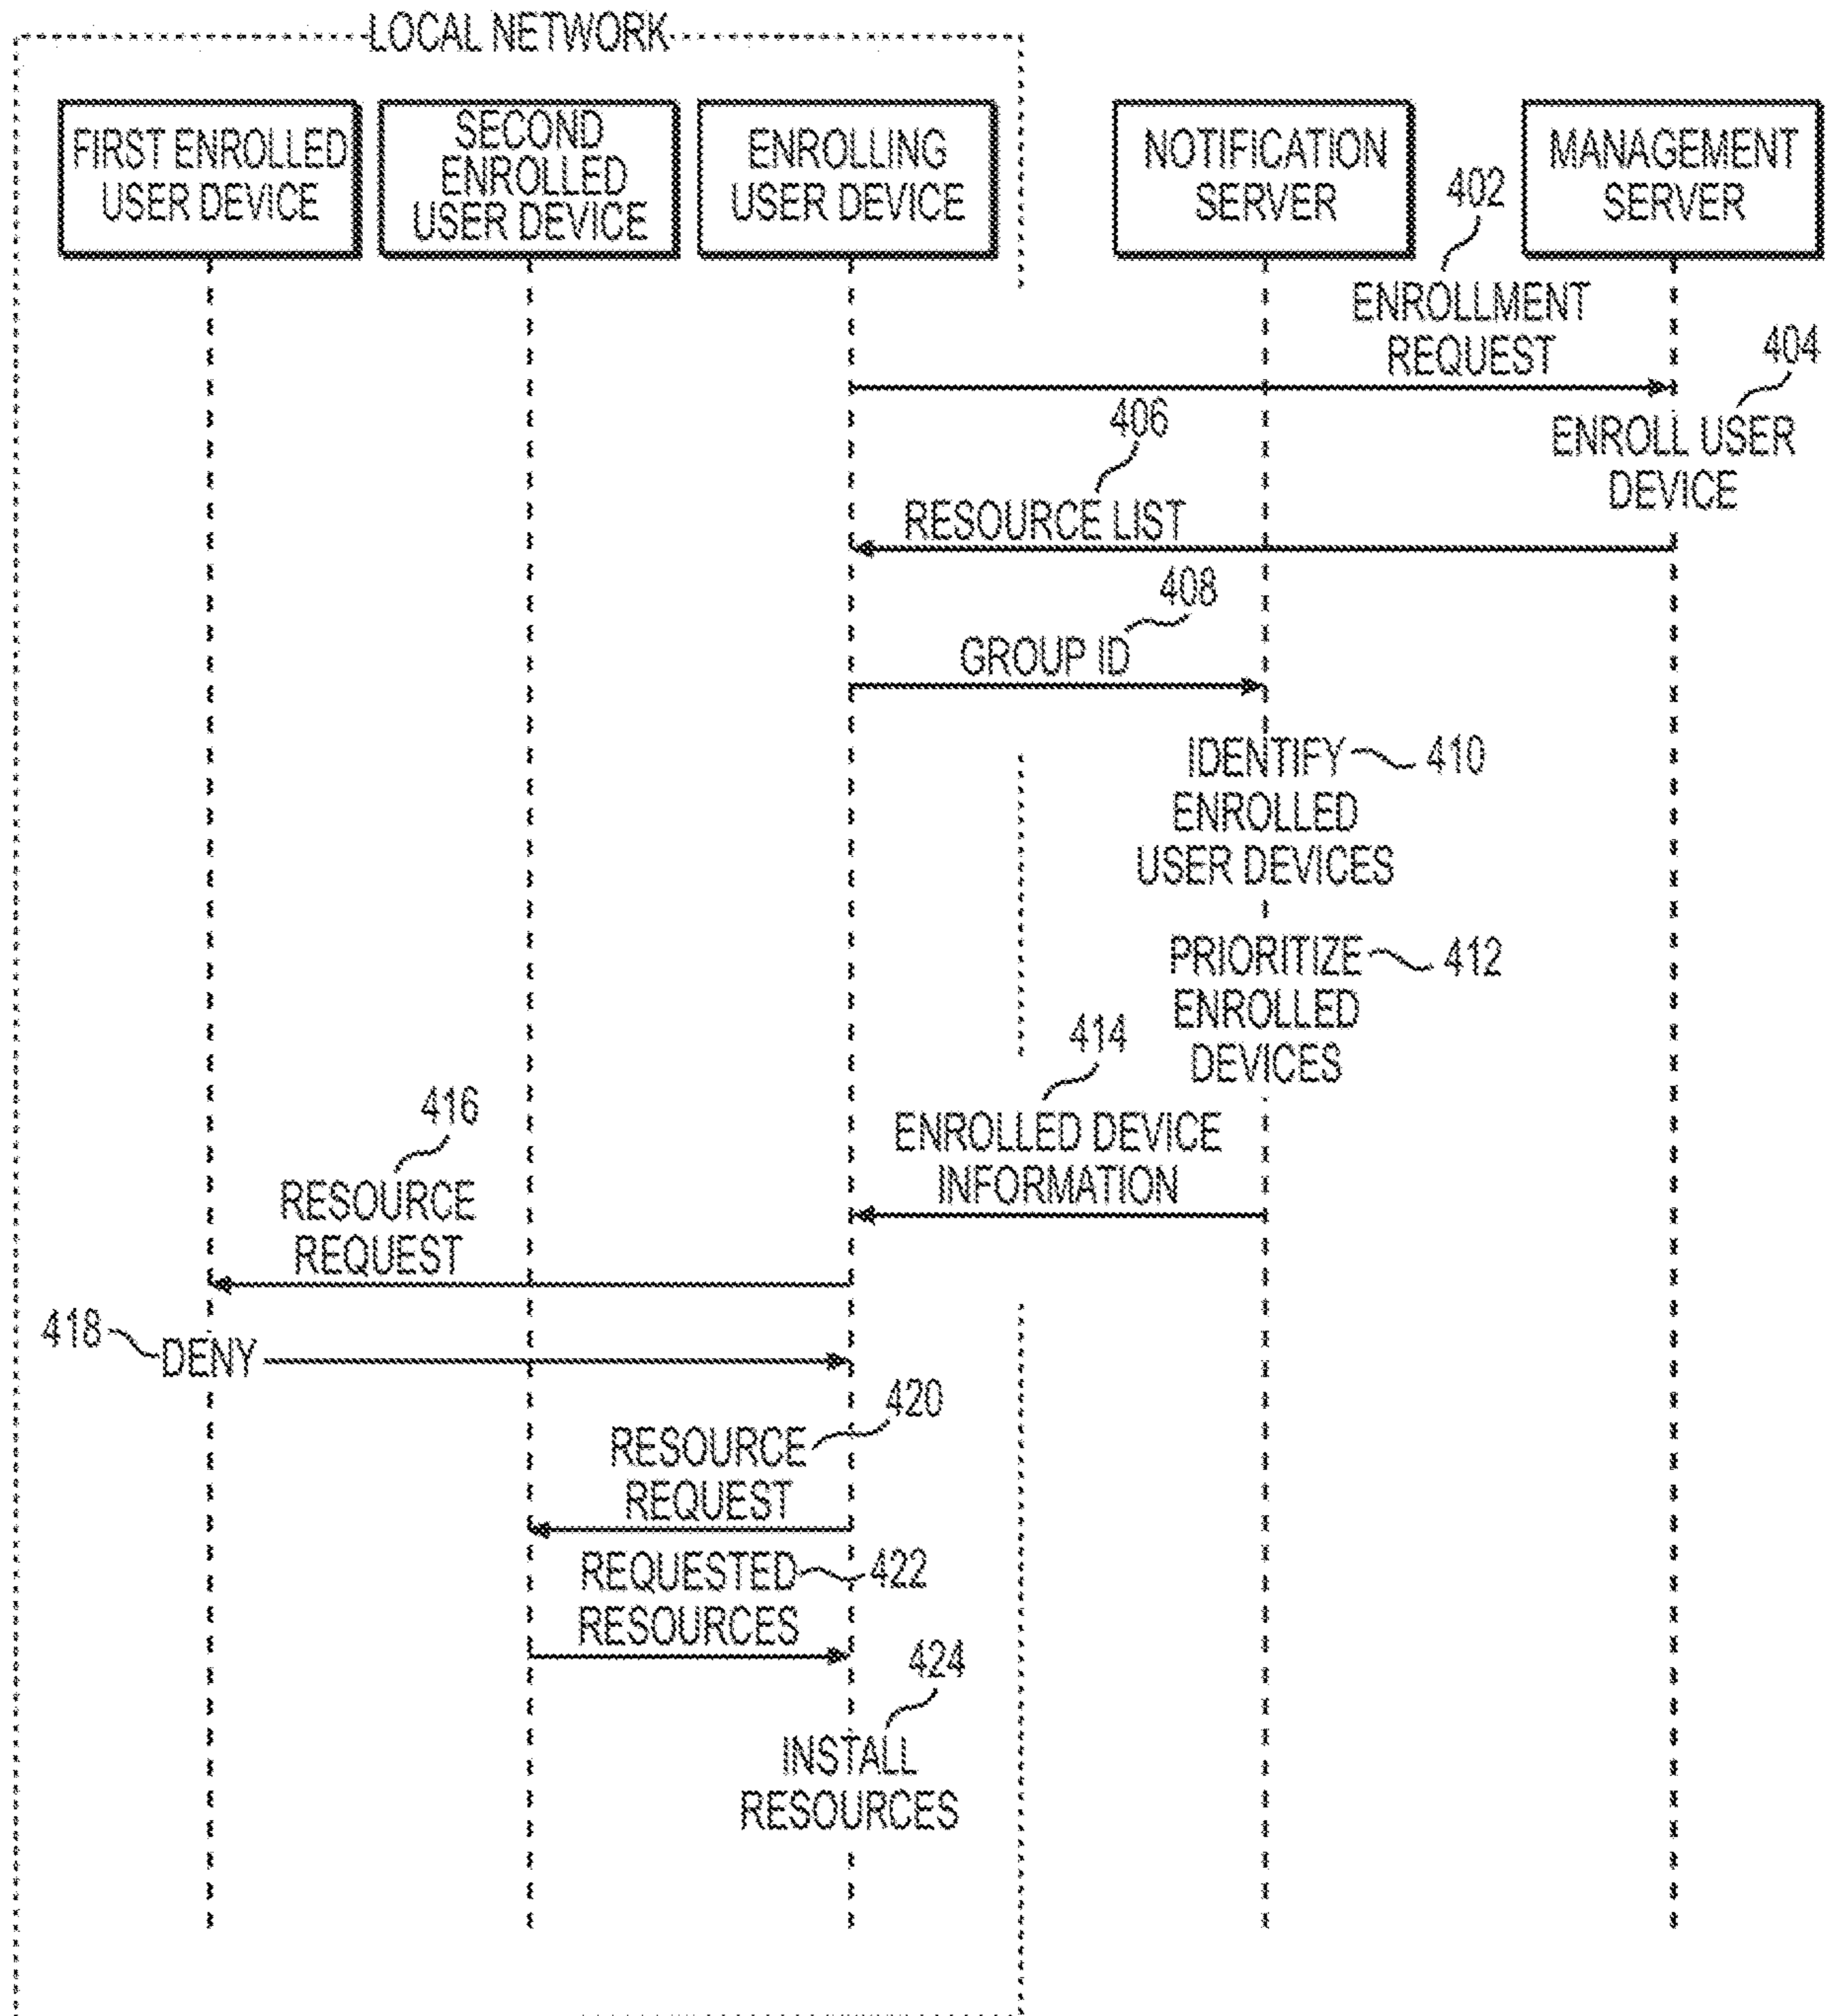 LOCAL NETWORK
FIRST ENROLLED
USER DEVICE
SECOND
ENROLLED
USER DEVICE
ENROLLING
USER DEVICE
NOTIFICATION
SERVER
MANAGEMENT
SERVER
402
ENROLLMENT
REQUEST
404
ENROLL USER
DEVICE
406
RESOURCE LIST
408
GROUP ID
IDENTIFY 410
ENROLLED
USER DEVICES
PRIORITIZE 412
ENROLLED
DEVICES
414
ENROLLED DEVICE
INFORMATION
416
RESOURCE
REQUEST
418 DENY
420
RESOURCE
REQUEST
REQUESTED 422
RESOURCES
424
INSTALL
RESOURCES